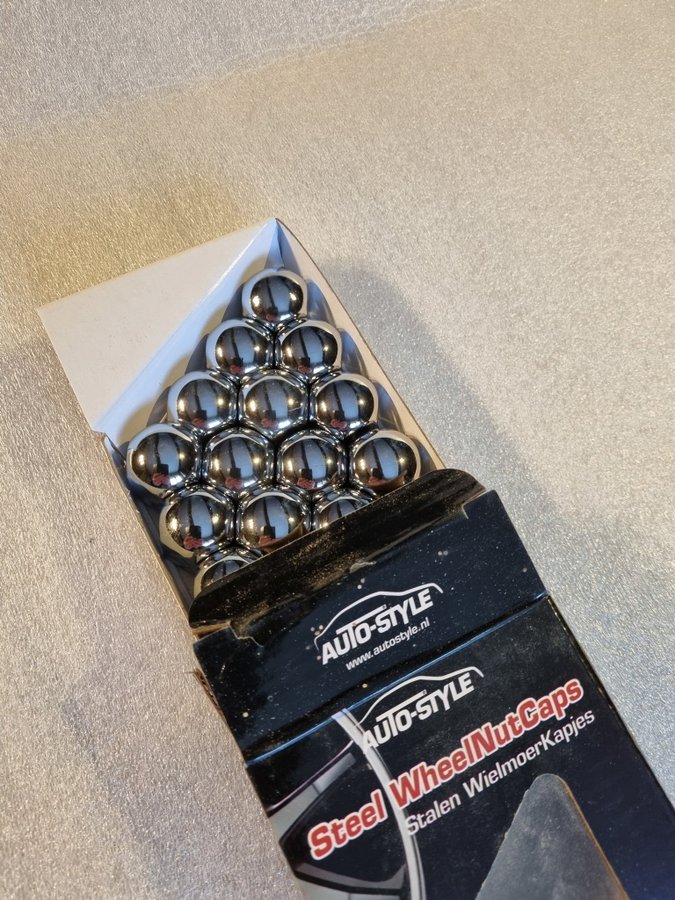 AUTO-STYLE
www.autostyle.nl
AUTO-STYLE
Steel WheelNutCaps
Stalen WielmoerKapjes